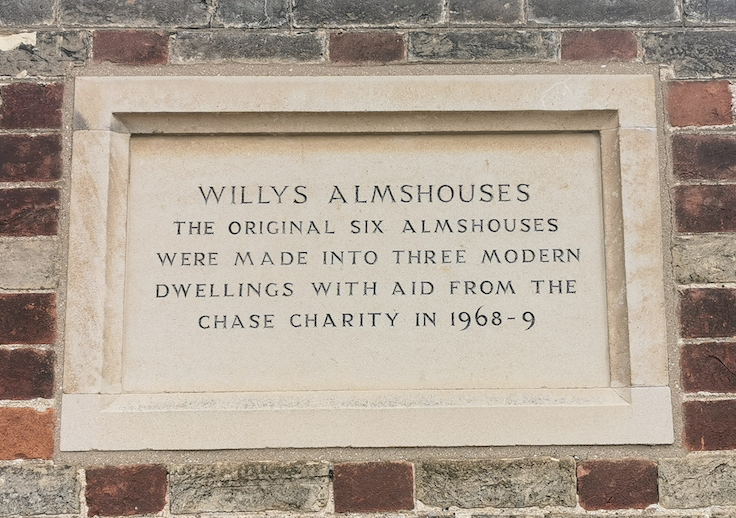 WILLYS ALMSHOUSES
THE ORIGINAL SIX ALMSHOUSES
WERE MADE INTO THREE MODERN
DWELLINGS WITH AID FROM THE
CHASE CHARITY IN 1968-9